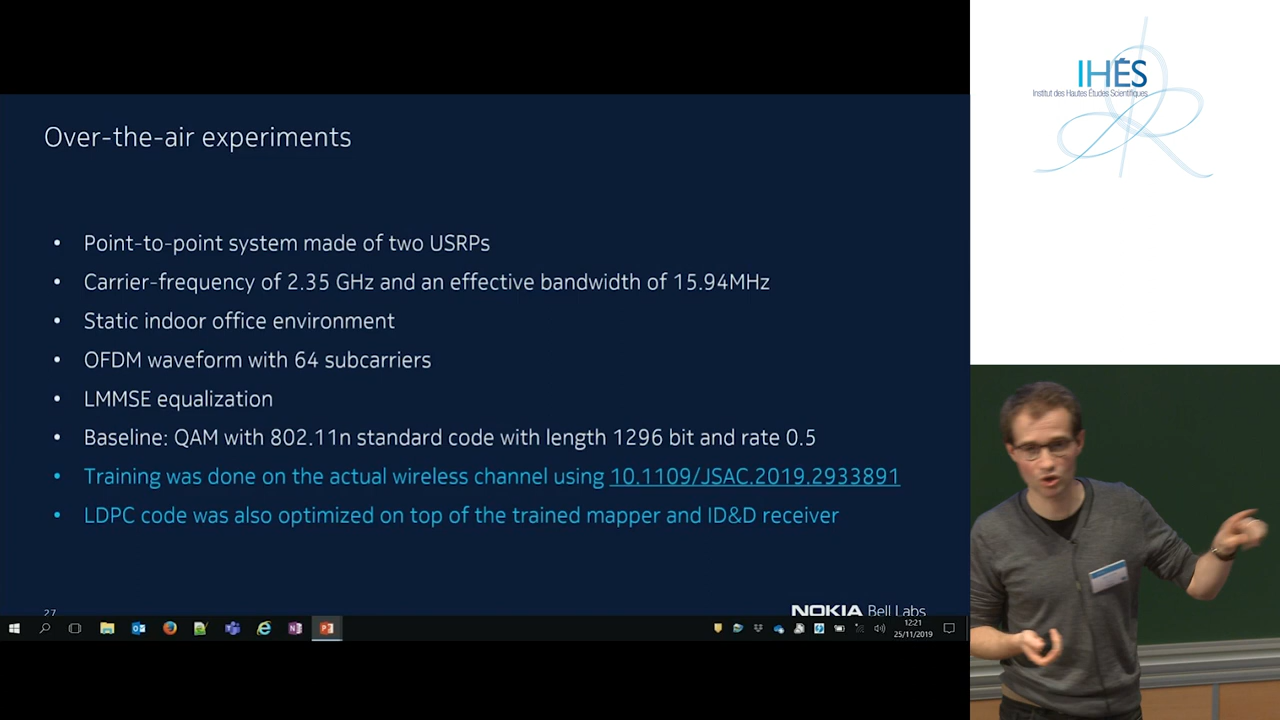 Over-the-air experiments
• Point-to-point system made of two USRPs
• Carrier-frequency of 2.35 GHz and an effective bandwidth of 15.94MHz
• Static indoor office environment
• OFDM waveform with 64 subcarriers
• LMMSE equalization
• Baseline: QAM with 802.11n standard code with length 1296 bit and rate 0.5
• Training was done on the actual wireless channel using 10.1109/JSAC.2019.2933891
• LDPC code was also optimized on top of the trained mapper and ID&D receiver
27
NOKIA Bell Labs
12:21
25/11/2019
IHÉS
Institut des Hautes Études Scientifiques